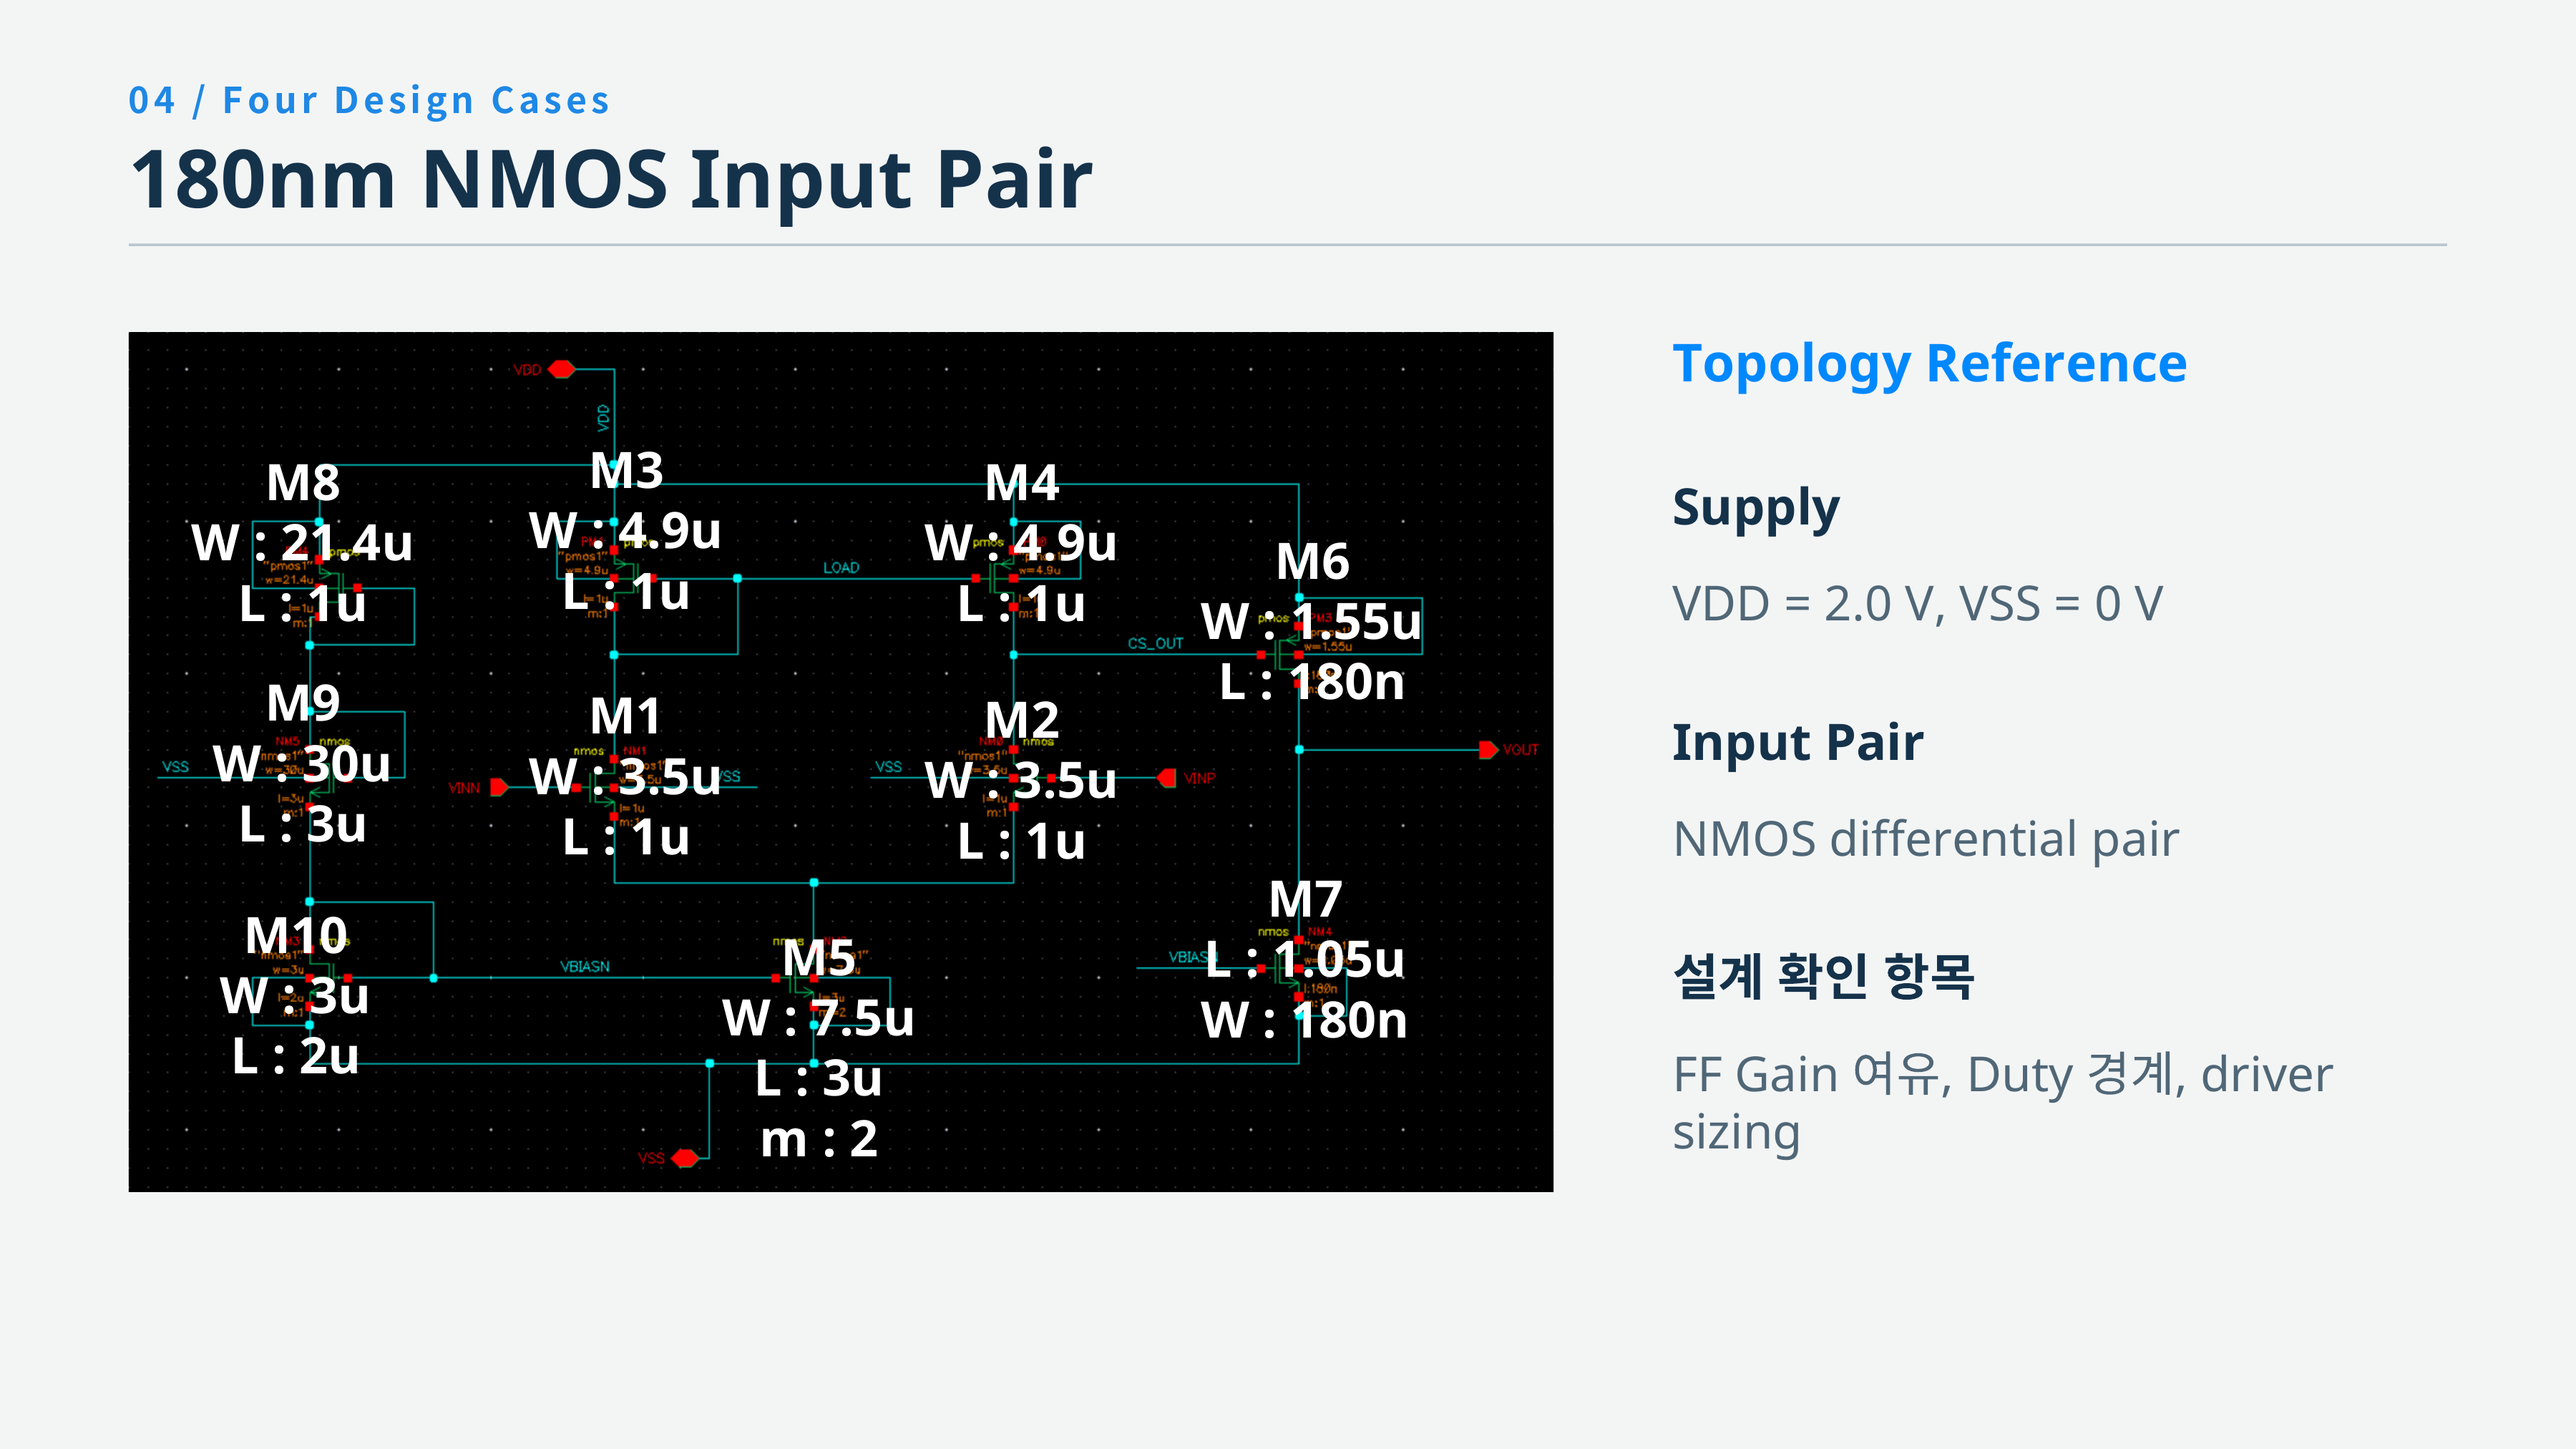 04 / Four Design Cases
180nm NMOS Input Pair
VDD
VDD
M8
W : 21.4u
L : 1u
M3
W : 4.9u
L : 1u
LOAD
M4
W : 4.9u
L : 1u
M6
W : 1.55u
L : 180n
CS_OUT
M9
W : 30u
L : 3u
VSS
M1
W : 3.5u
L : 1u
VINN
M2
W : 3.5u
L : 1u
VSS
VINP
VOUT
M10
W : 3u
L : 2u
VBIASN
M5
W : 7.5u
L : 3u
m : 2
M7
L : 1.05u
W : 180n
VSS
Topology Reference
Supply
VDD = 2.0 V, VSS = 0 V
Input Pair
NMOS differential pair
설계 확인 항목
FF Gain 여유, Duty 경계, driver
sizing